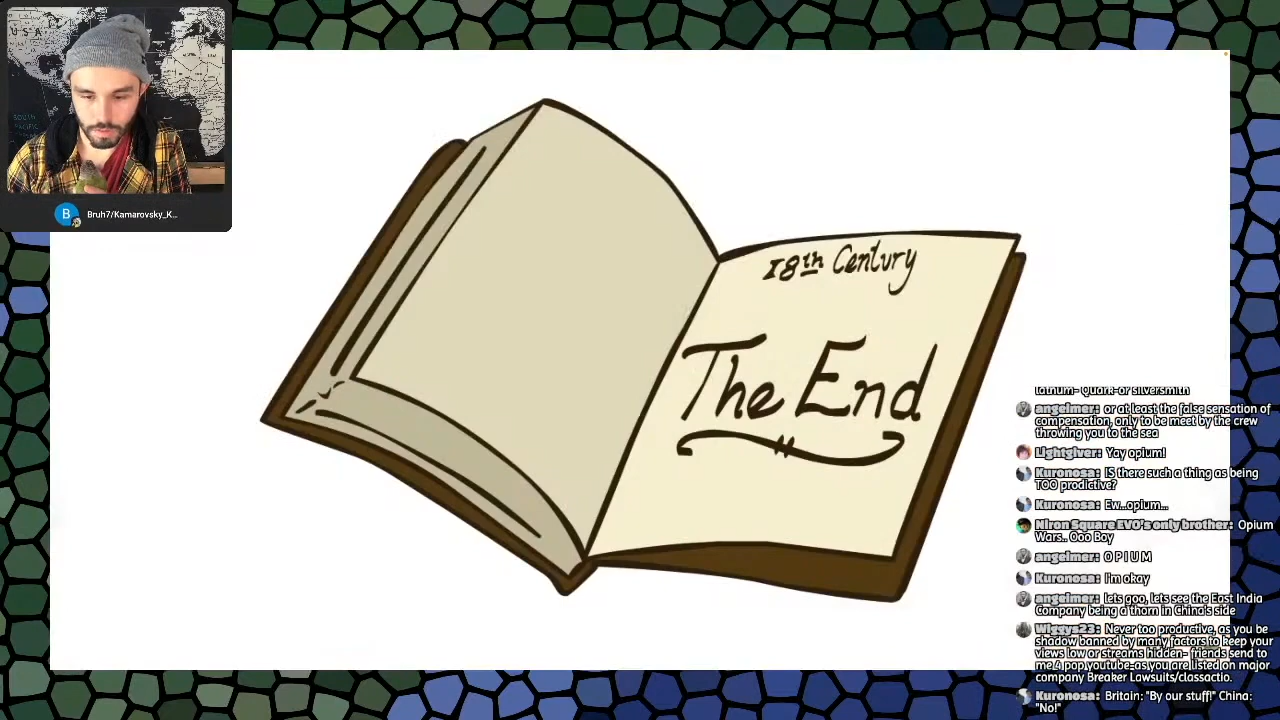 USA
SOUTH
PACIFIC
B
Bruh7/Kamarovsky_K...
18th Century
The End
angelmer: or at least the false sensation of
compensation, only to be meet by the crew
throwing you to the sea
Lightgiver: Yay opium!
Kuronosa: IS there such a thing as being
TOO prodictive?
Kuronosa: Ew...opium...
Niron Square EVO's only brother: Opium
Wars.. Ooo Boy
angelmer: O P I U M
Kuronosa: I'm okay
angelmer: lets goo, lets see the East India
Company being a thorn in China's side
Wiggys23: Never too productive, as you be
shadow banned by many factors to keep your
views low or streams hidden- friends send to
me 4 pop youtube-as you are listed on major
company Breaker Lawsuits/classactio.
Kuronosa: Britain: "By our stuff!" China:
"No!"